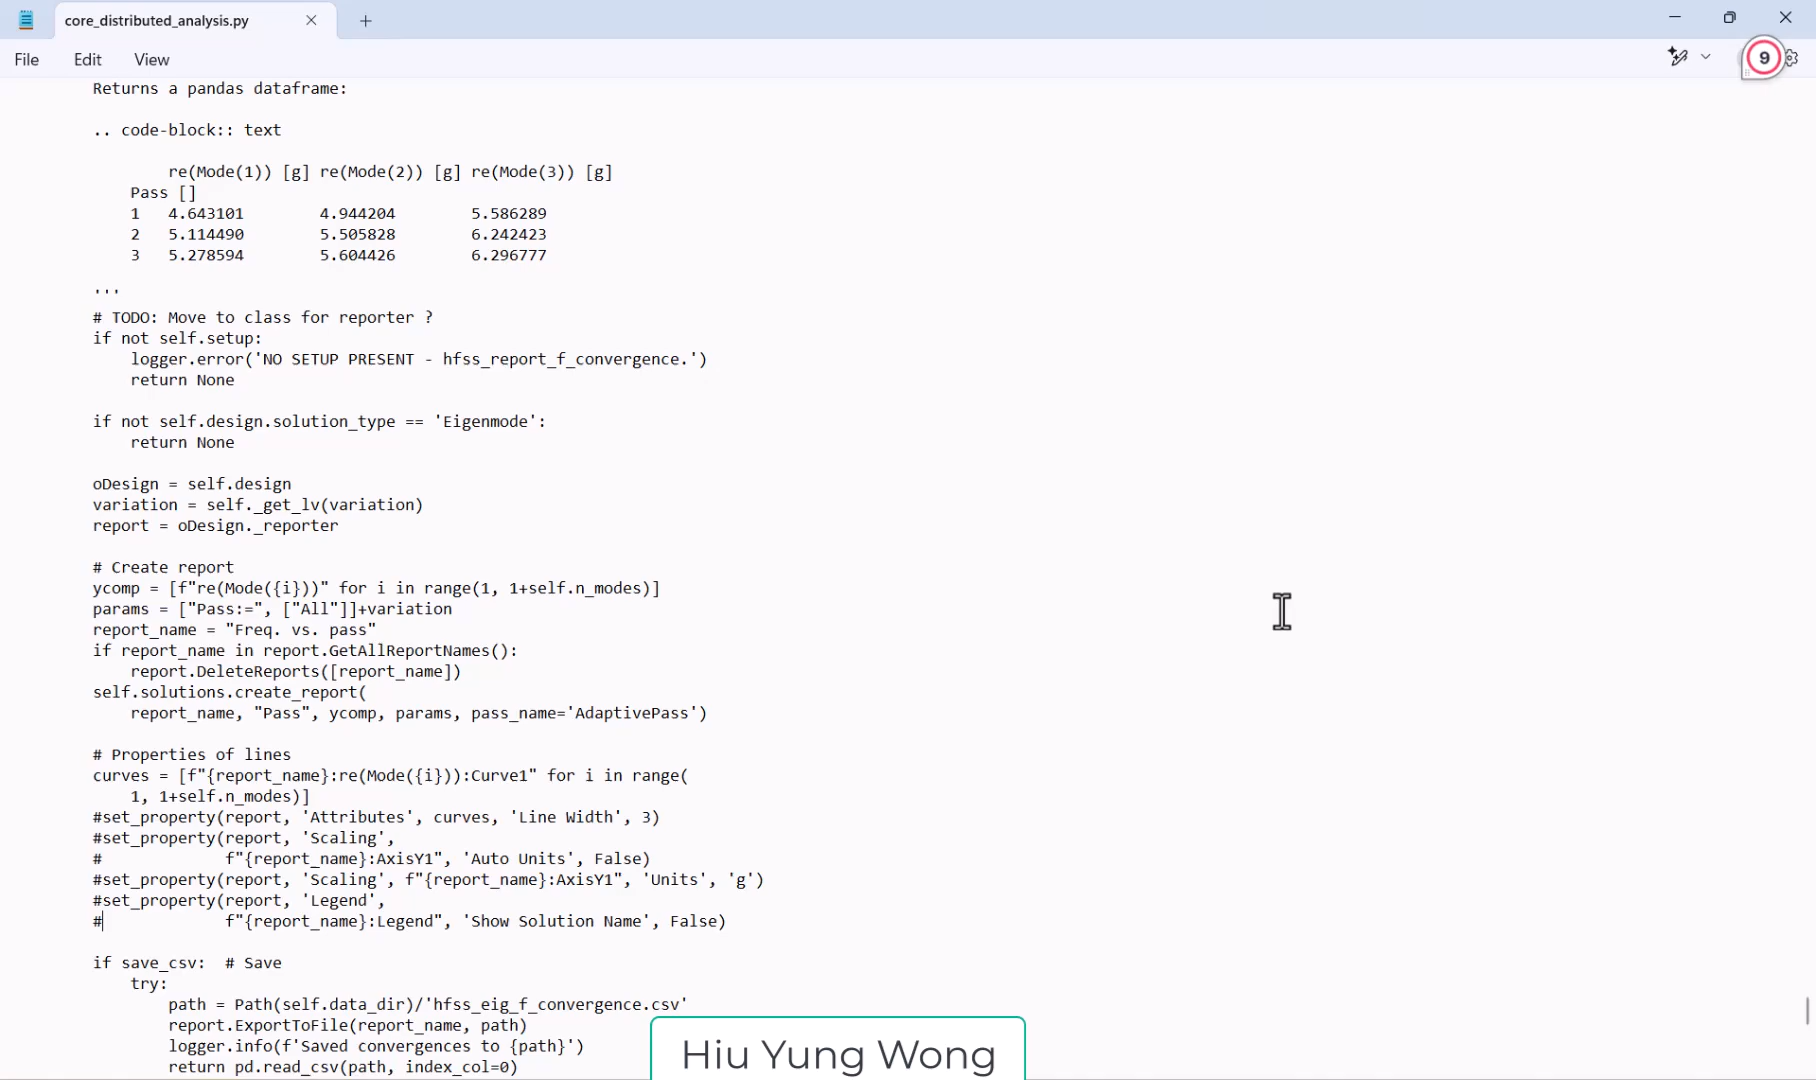 core_distributed_analysis.py
File Edit View
9
Returns a pandas dataframe:
.. code-block:: text
re(Mode(1)) [g] re(Mode(2)) [g] re(Mode(3)) [g]
Pass []
1 4.643101 4.944204 5.586289
2 5.114490 5.505828 6.242423
3 5.278594 5.604426 6.296777
'''
# TODO: Move to class for reporter ?
if not self.setup:
logger.error('NO SETUP PRESENT - hfss_report_f_convergence.')
return None
if not self.design.solution_type == 'Eigenmode':
return None
oDesign = self.design
variation = self._get_lv(variation)
report = oDesign._reporter
# Create report
ycomp = [f"re(Mode({i}))" for i in range(1, 1+self.n_modes)]
params = ["Pass:=", ["All"]]+variation
report_name = "Freq. vs. pass"
if report_name in report.GetAllReportNames():
report.DeleteReports([report_name])
self.solutions.create_report(
report_name, "Pass", ycomp, params, pass_name='AdaptivePass')
# Properties of lines
curves = [f"{report_name}:re(Mode({i})):Curve1" for i in range(
1, 1+self.n_modes)]
#set_property(report, 'Attributes', curves, 'Line Width', 3)
#set_property(report, 'Scaling',
# f"{report_name}:AxisY1", 'Auto Units', False)
#set_property(report, 'Scaling', f"{report_name}:AxisY1", 'Units', 'g')
#set_property(report, 'Legend',
# f"{report_name}:Legend", 'Show Solution Name', False)
if save_csv: # Save
try:
path = Path(self.data_dir)/'hfss_eig_f_convergence.csv'
report.ExportToFile(report_name, path)
logger.info(f'Saved convergences to {path}')
return pd.read_csv(path, index_col=0)
Hiu Yung Wong